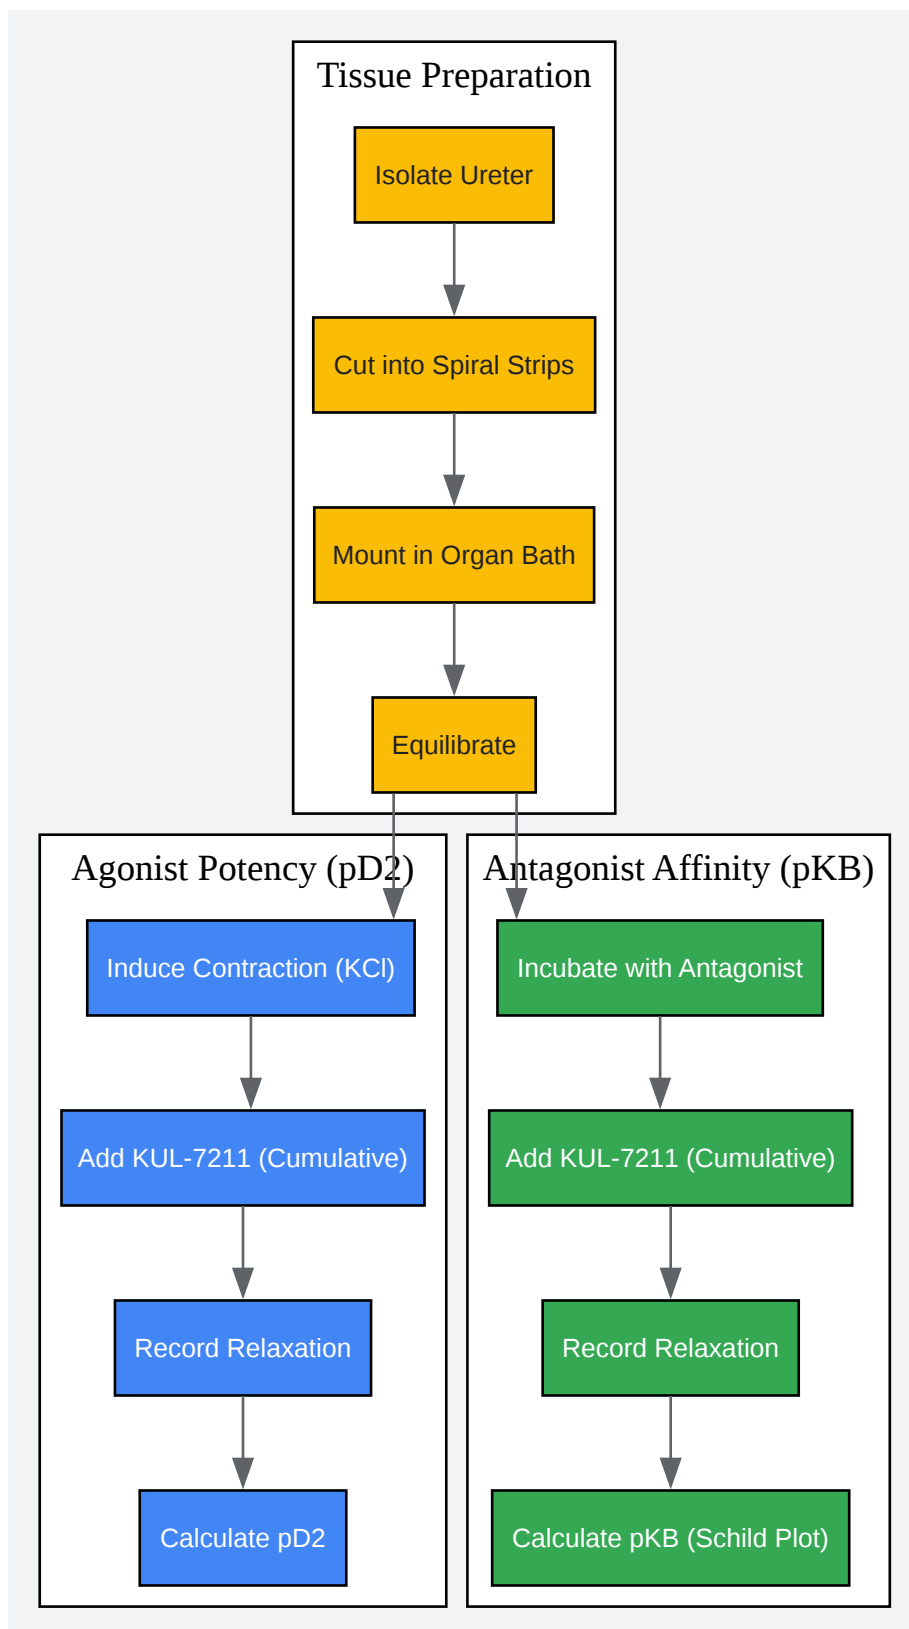 Tissue Preparation
Isolate Ureter
Cut into Spiral Strips
Mount in Organ Bath
Equilibrate
Agonist Potency (pD2)
Induce Contraction (KCl)
Add KUL-7211 (Cumulative)
Record Relaxation
Calculate pD2
Antagonist Affinity (pKB)
Incubate with Antagonist
Add KUL-7211 (Cumulative)
Record Relaxation
Calculate pKB (Schild Plot)